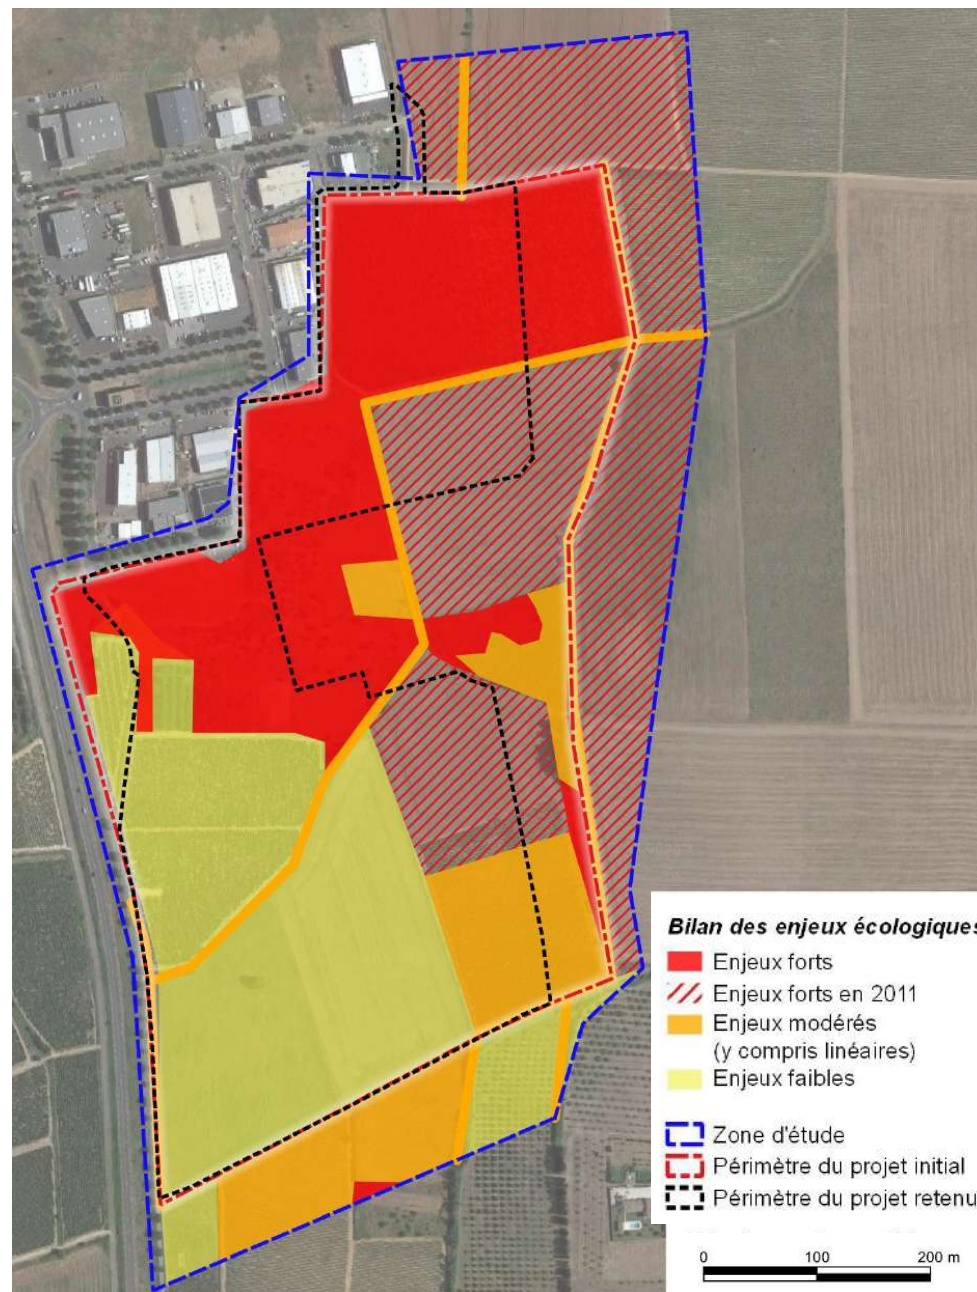 Bilan des enjeux écologiques
Enjeux forts
Enjeux forts en 2011
Enjeux modérés
(y compris linéaires)
Enjeux faibles
Zone d'étude
Périmètre du projet initial
Périmètre du projet retenu
0 100 200 m